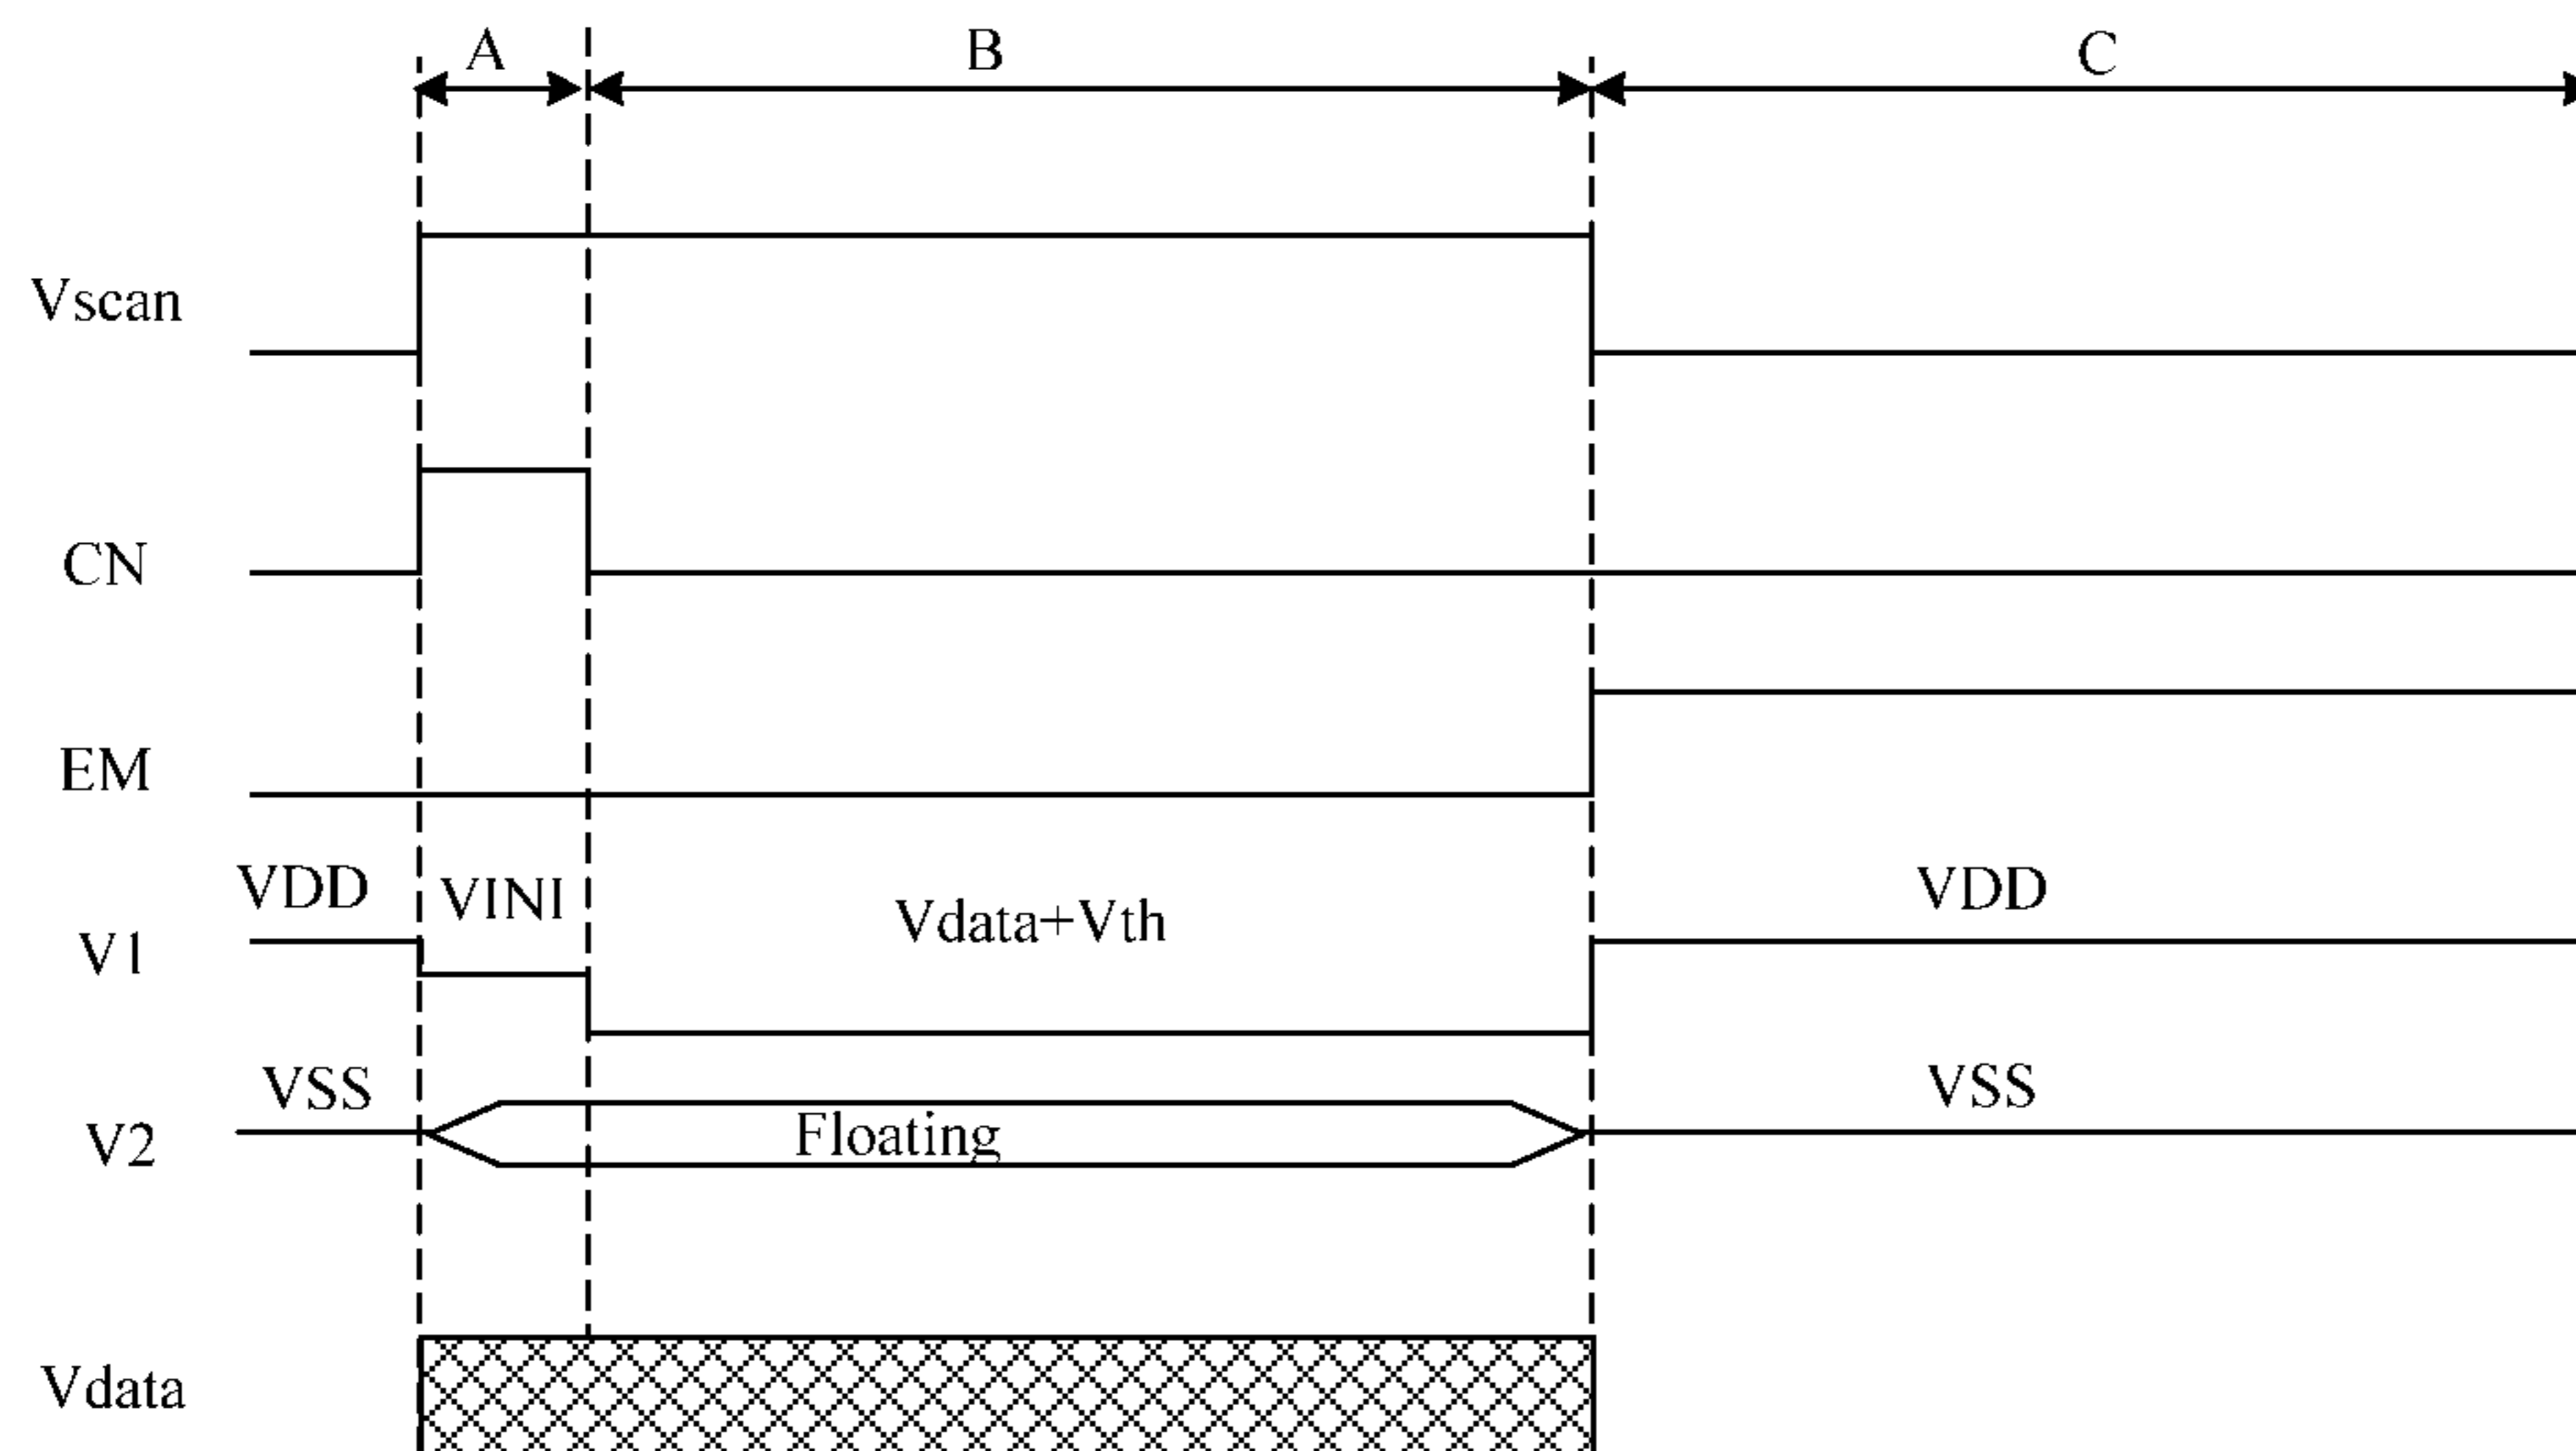 A B C
Vscan
CN
EM
VDD VINI Vdata+Vth VDD
V1
VSS VSS
V2 Floating
Vdata